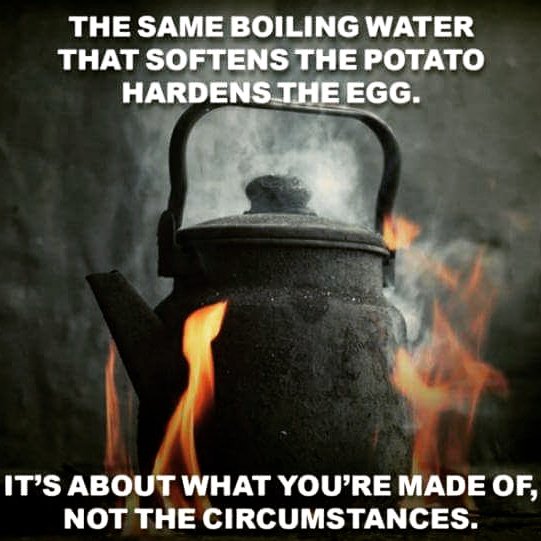 THE SAME BOILING WATER
THAT SOFTENS THE POTATO
HARDENS THE EGG.
IT'S ABOUT WHAT YOU'RE MADE OF,
NOT THE CIRCUMSTANCES.